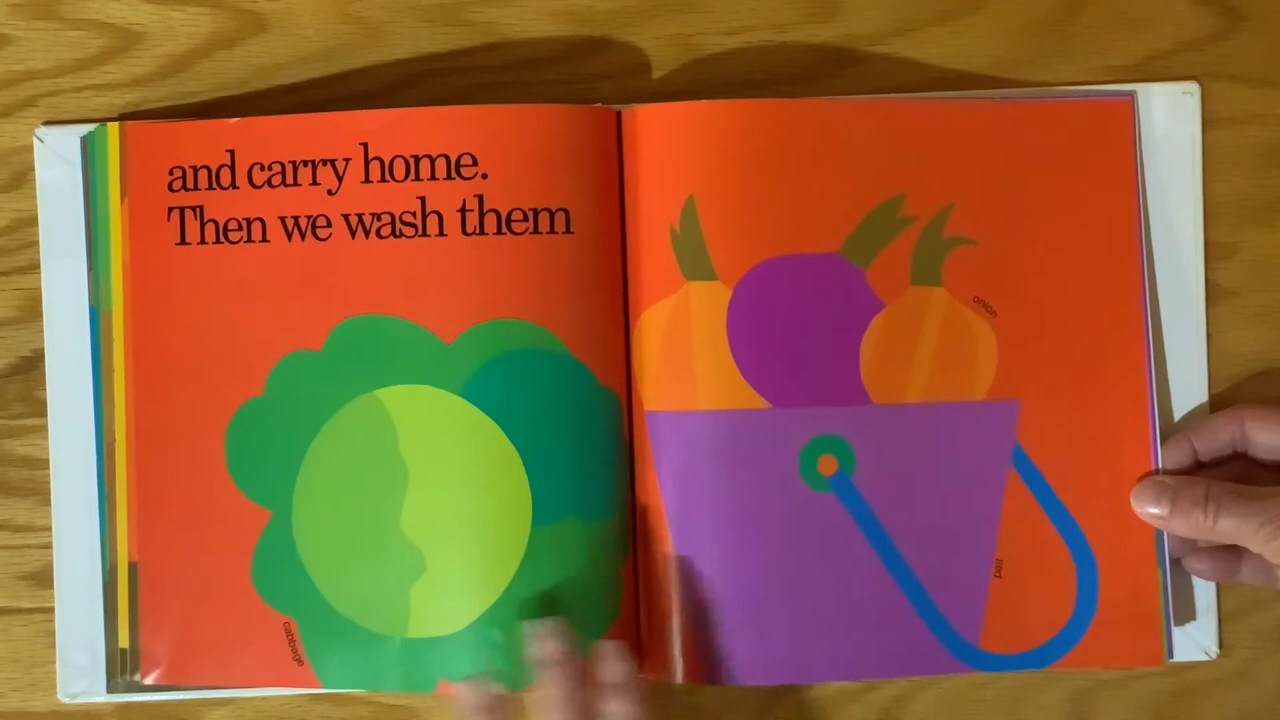 and carry home.
Then we wash them
cabbage
onion
pail